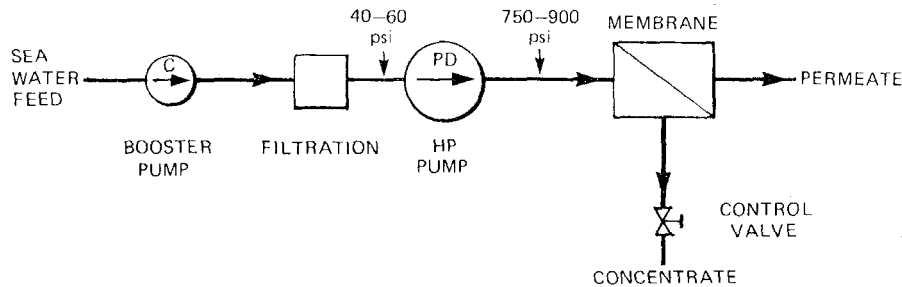 40–60
psi
750–900
psi
MEMBRANE
SEA
WATER
FEED
C
PD
PERMEATE
BOOSTER
PUMP
FILTRATION
HP
PUMP
CONTROL
VALVE
CONCENTRATE